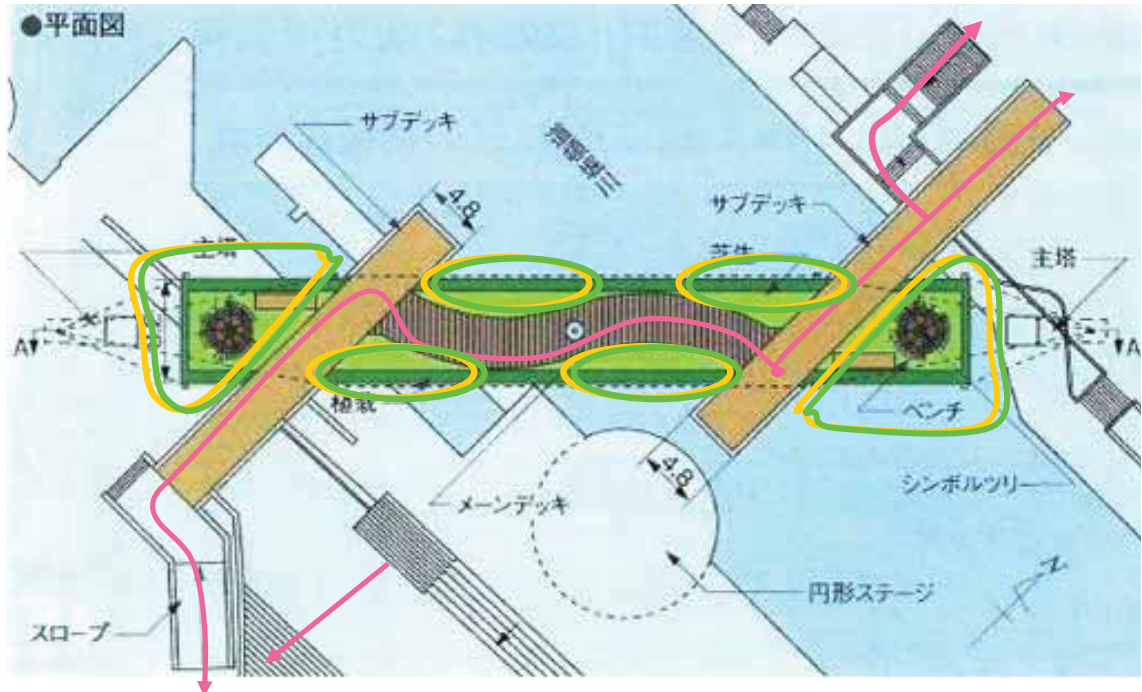 ●平面図
サブデッキ
4.8
サブデッキ
主塔
芝生
主塔
A
A
植栽
ベンチ
メーンデッキ
4.8
シンボルツリー
円形ステージ
スロープ
N